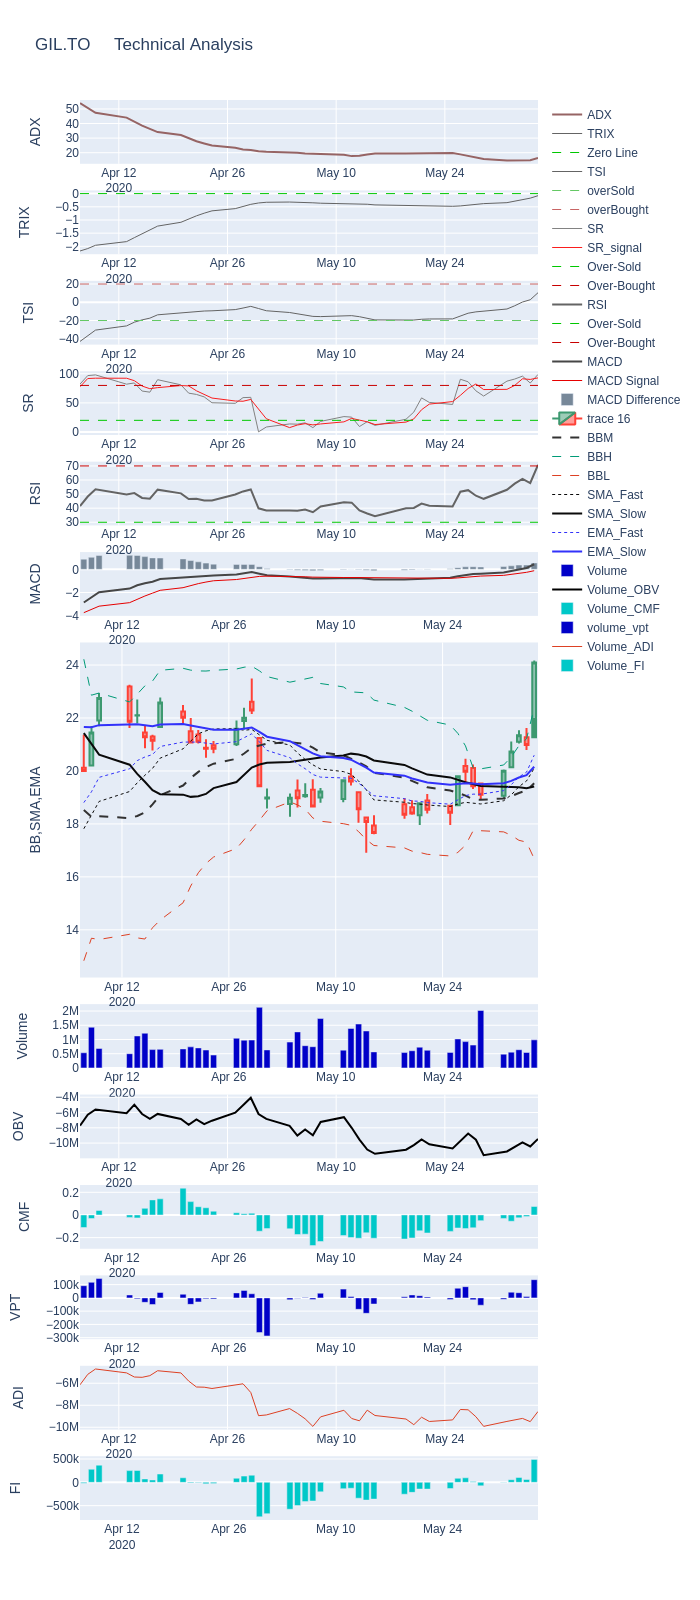 GIL.TO Technical Analysis
ADX
50
40
30
20
Apr 12
2020
Apr 26
May 10
May 24
TRIX
0
−0.5
−1
−1.5
−2
Apr 12
2020
Apr 26
May 10
May 24
TSI
20
0
−20
−40
Apr 12
2020
Apr 26
May 10
May 24
SR
100
50
0
Apr 12
2020
Apr 26
May 10
May 24
RSI
70
60
50
40
30
Apr 12
2020
Apr 26
May 10
May 24
MACD
0
−2
−4
Apr 12
2020
Apr 26
May 10
May 24
BB,SMA,EMA
24
22
20
18
16
14
Apr 12
2020
Apr 26
May 10
May 24
Volume
2M
1.5M
1M
0.5M
0
Apr 12
2020
Apr 26
May 10
May 24
OBV
−4M
−6M
−8M
−10M
Apr 12
2020
Apr 26
May 10
May 24
CMF
0.2
0
−0.2
Apr 12
2020
Apr 26
May 10
May 24
VPT
100k
0
−100k
−200k
−300k
Apr 12
2020
Apr 26
May 10
May 24
ADI
−6M
−8M
−10M
Apr 12
2020
Apr 26
May 10
May 24
FI
500k
0
−500k
Apr 12
2020
Apr 26
May 10
May 24
ADX
TRIX
Zero Line
TSI
overSold
overBought
SR
SR_signal
Over-Sold
Over-Bought
RSI
Over-Sold
Over-Bought
MACD
MACD Signal
MACD Difference
trace 16
BBM
BBH
BBL
SMA_Fast
SMA_Slow
EMA_Fast
EMA_Slow
Volume
Volume_OBV
Volume_CMF
volume_vpt
Volume_ADI
Volume_FI